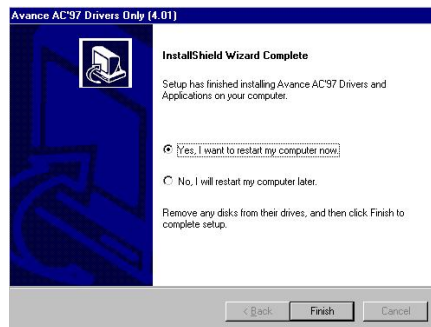 Avance AC'97 Drivers Only (4.01)
InstallShield Wizard Complete
Setup has finished installing Avance AC'97 Drivers and
Applications on your computer.
Yes, I want to restart my computer now.
No, I will restart my computer later.
Remove any disks from their drives, and then click Finish to
complete setup.
< Back Finish Cancel